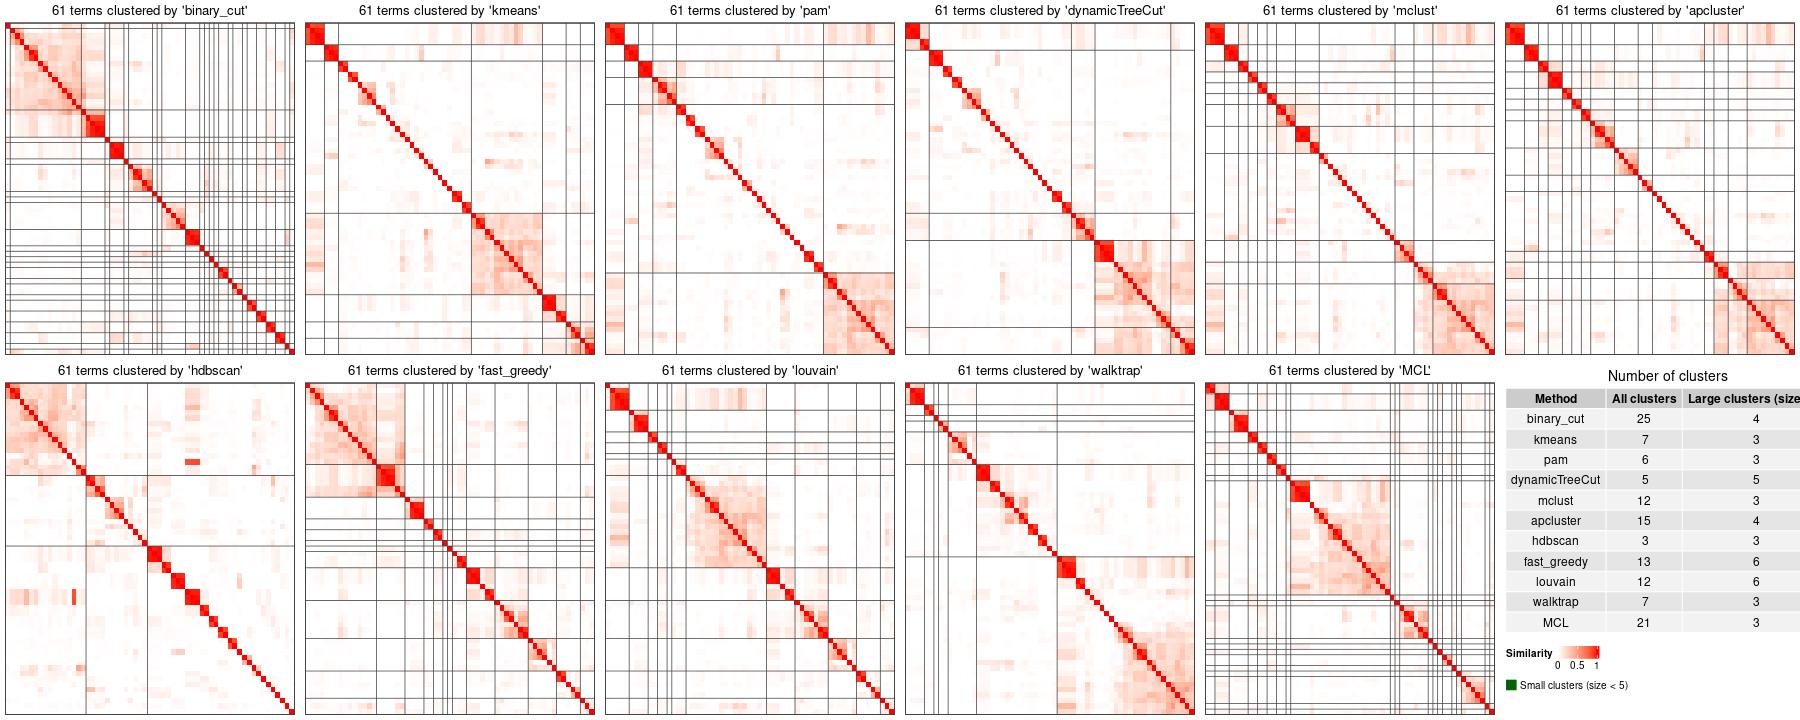 61 terms clustered by 'binary_cut'
61 terms clustered by 'kmeans'
61 terms clustered by 'pam'
61 terms clustered by 'dynamicTreeCut'
61 terms clustered by 'mclust'
61 terms clustered by 'apcluster'
61 terms clustered by 'hdbscan'
61 terms clustered by 'fast_greedy'
61 terms clustered by 'louvain'
61 terms clustered by 'walktrap'
61 terms clustered by 'MCL'
Number of clusters
Method All clusters Large clusters (size
binary_cut 25 4
kmeans 7 3
pam 6 3
dynamicTreeCut 5 5
mclust 12 3
apcluster 15 4
hdbscan 3 3
fast_greedy 13 6
louvain 12 6
walktrap 7 3
MCL 21 3
Similarity
0 0.5 1
Small clusters (size < 5)